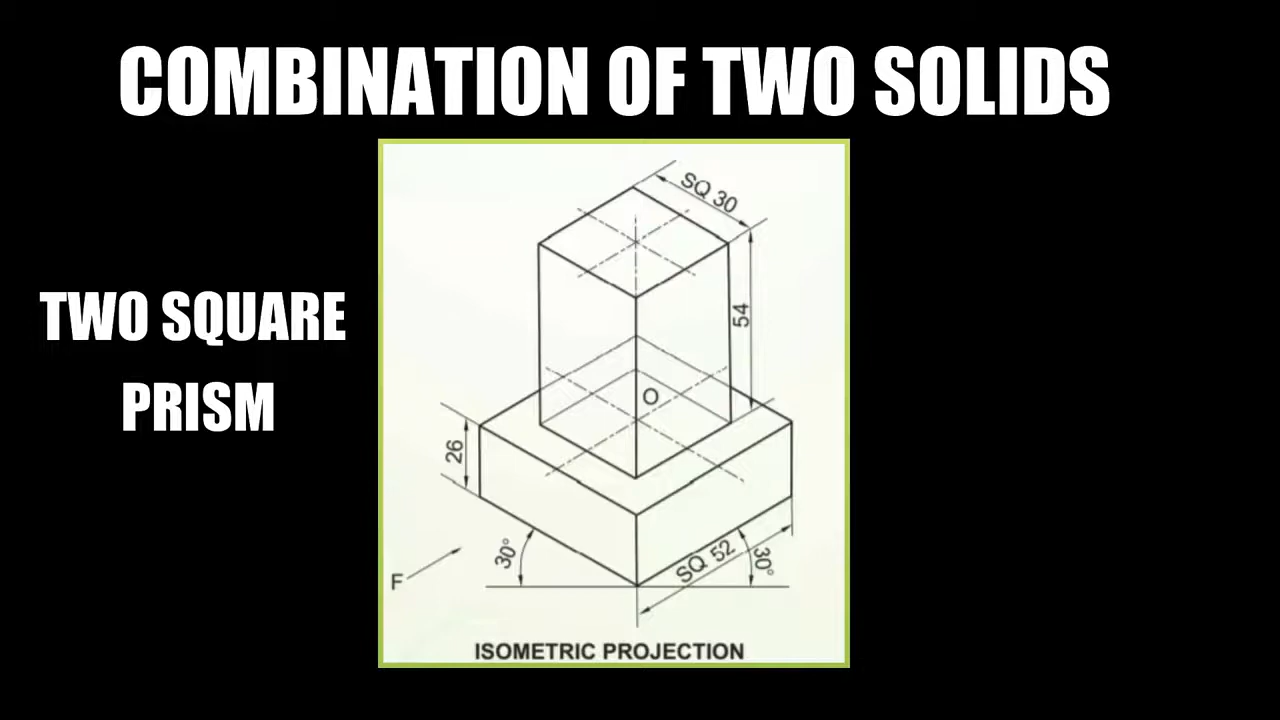 COMBINATION OF TWO SOLIDS
TWO SQUARE
PRISM
SQ 30
54
O
26
30°
SQ 52
30°
F
ISOMETRIC PROJECTION